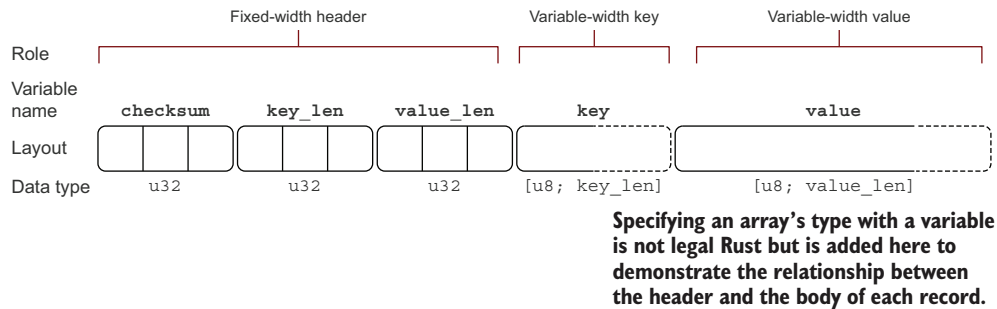 Fixed-width header Variable-width key Variable-width value
Role
Variable
name checksum key_len value_len key value
Layout
Data type u32 u32 u32 [u8; key_len] [u8; value_len]
Specifying an array's type with a variable
is not legal Rust but is added here to
demonstrate the relationship between
the header and the body of each record.